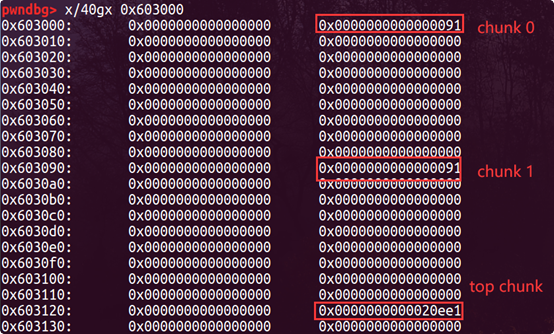 pwndbg> x/40gx 0x603000
0x603000: 0x0000000000000000 0x0000000000000091 chunk 0
0x603010: 0x0000000000000000 0x0000000000000000
0x603020: 0x0000000000000000 0x0000000000000000
0x603030: 0x0000000000000000 0x0000000000000000
0x603040: 0x0000000000000000 0x0000000000000000
0x603050: 0x0000000000000000 0x0000000000000000
0x603060: 0x0000000000000000 0x0000000000000000
0x603070: 0x0000000000000000 0x0000000000000000
0x603080: 0x0000000000000000 0x0000000000000000
0x603090: 0x0000000000000000 0x0000000000000091 chunk 1
0x6030a0: 0x0000000000000000 0x0000000000000000
0x6030b0: 0x0000000000000000 0x0000000000000000
0x6030c0: 0x0000000000000000 0x0000000000000000
0x6030d0: 0x0000000000000000 0x0000000000000000
0x6030e0: 0x0000000000000000 0x0000000000000000
0x6030f0: 0x0000000000000000 0x0000000000000000
0x603100: 0x0000000000000000 0x0000000000000000
top chunk
0x603110: 0x0000000000000000 0x0000000000000000
0x603120: 0x0000000000000000 0x0000000000020ee1
0x603130: 0x0000000000000000 0x0000000000000000